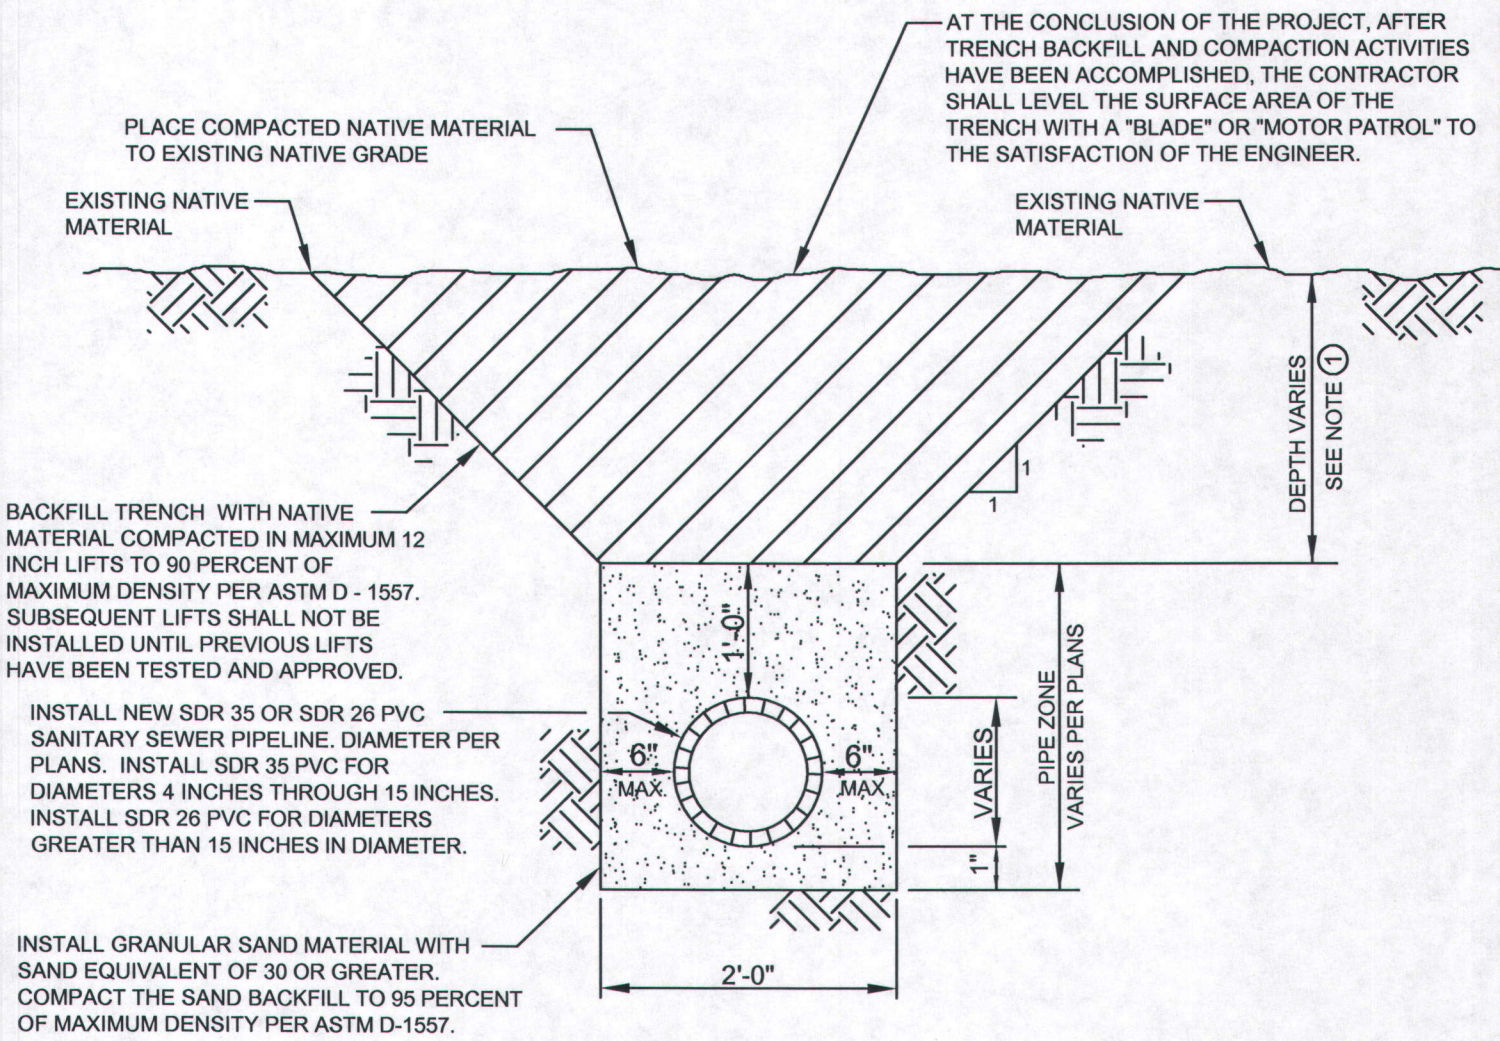 AT THE CONCLUSION OF THE PROJECT, AFTER
TRENCH BACKFILL AND COMPACTION ACTIVITIES
HAVE BEEN ACCOMPLISHED, THE CONTRACTOR
SHALL LEVEL THE SURFACE AREA OF THE
TRENCH WITH A "BLADE" OR "MOTOR PATROL" TO
THE SATISFACTION OF THE ENGINEER.
PLACE COMPACTED NATIVE MATERIAL
TO EXISTING NATIVE GRADE
EXISTING NATIVE
MATERIAL
EXISTING NATIVE
MATERIAL
DEPTH VARIES
SEE NOTE 1
1
1
BACKFILL TRENCH WITH NATIVE
MATERIAL COMPACTED IN MAXIMUM 12
INCH LIFTS TO 90 PERCENT OF
MAXIMUM DENSITY PER ASTM D - 1557.
SUBSEQUENT LIFTS SHALL NOT BE
INSTALLED UNTIL PREVIOUS LIFTS
HAVE BEEN TESTED AND APPROVED.
1'-0"
INSTALL NEW SDR 35 OR SDR 26 PVC
SANITARY SEWER PIPELINE. DIAMETER PER
PLANS. INSTALL SDR 35 PVC FOR
DIAMETERS 4 INCHES THROUGH 15 INCHES.
INSTALL SDR 26 PVC FOR DIAMETERS
GREATER THAN 15 INCHES IN DIAMETER.
6"
MAX.
6"
MAX.
VARIES
1"
PIPE ZONE
VARIES PER PLANS
INSTALL GRANULAR SAND MATERIAL WITH
SAND EQUIVALENT OF 30 OR GREATER.
COMPACT THE SAND BACKFILL TO 95 PERCENT
OF MAXIMUM DENSITY PER ASTM D-1557.
2'-0"